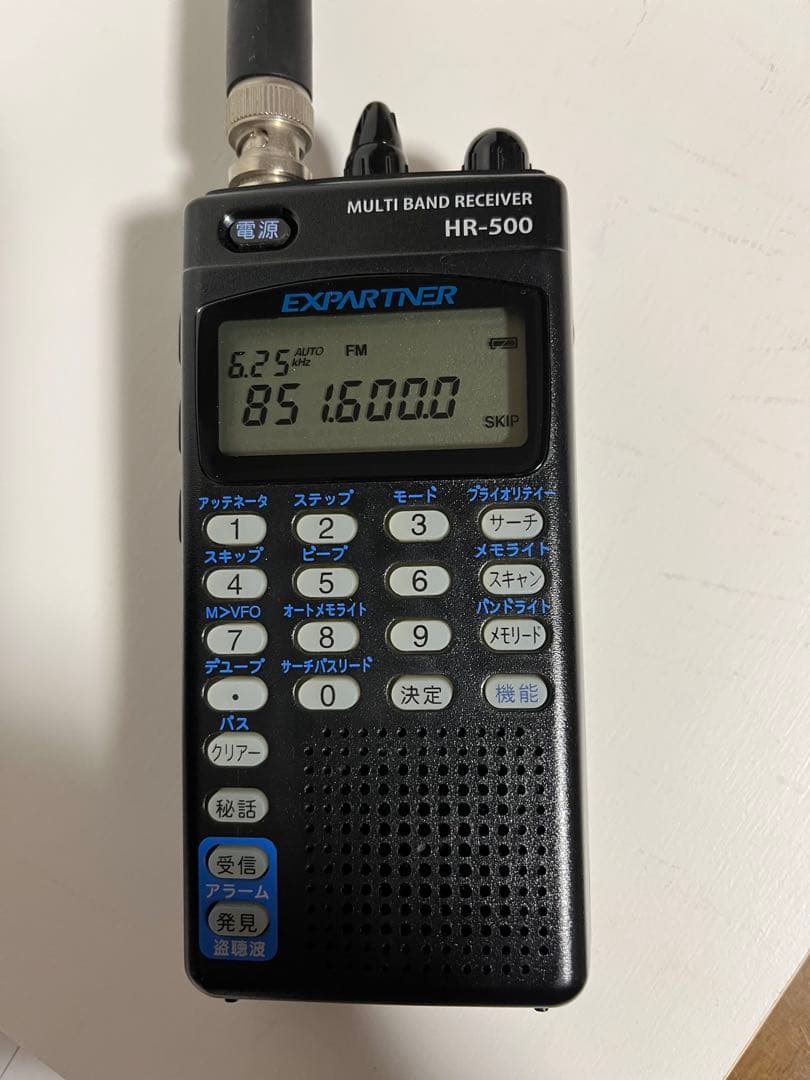 MULTI BAND RECEIVER
HR-500
電源
EXPARTNER
6.25 AUTO kHz FM
851.600.0
SKIP
アッテネータ ステップ モード プライオリティー
1 2 3 サーチ
スキップ ビープ メモライト
4 5 6 スキャン
M>VFO オートメモライト バンドライト
7 8 9 メモリード
デュープ サーチパスリード
. 0 決定 機能
パス
クリアー
秘話
受信
アラーム
発見
盗聴波